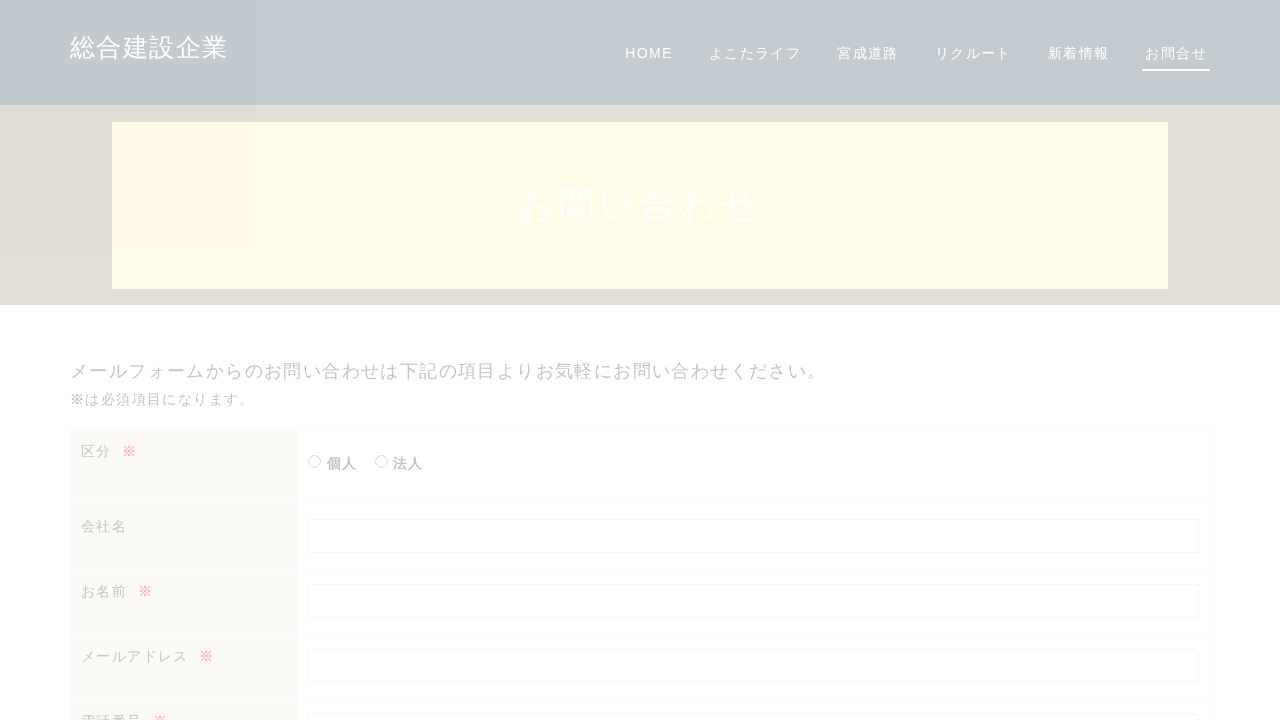 総合建設企業
HOME よこたライフ 宮成道路 リクルート 新着情報 お問合せ
お問い合わせ
メールフォームからのお問い合わせは下記の項目よりお気軽にお問い合わせください。
※は必須項目になります。
区分 ※
個人 法人
会社名
お名前 ※
メールアドレス ※
電話番号 ※